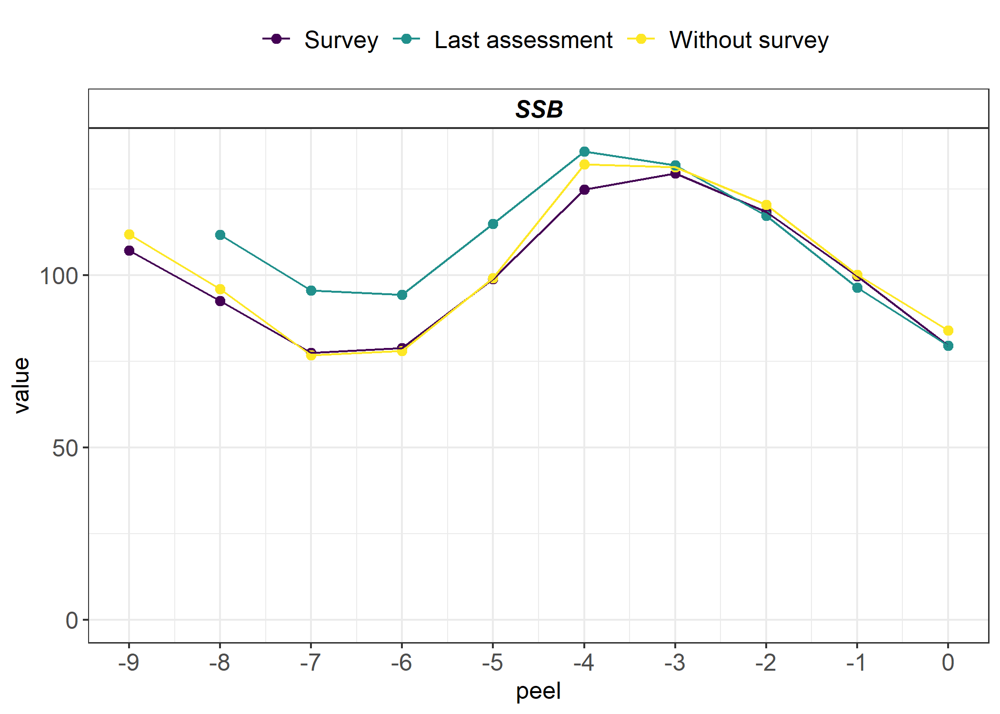 Survey Last assessment Without survey
SSB
value
100
50
0
-9 -8 -7 -6 -5 -4 -3 -2 -1 0
peel